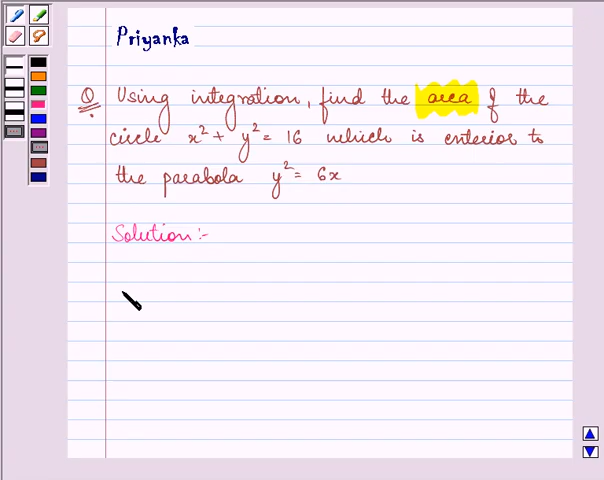 Priyanka
Q. Using integration, find the area of the
circle x² + y² = 16 which is exterior to
the parabola y² = 6x
Solution:-